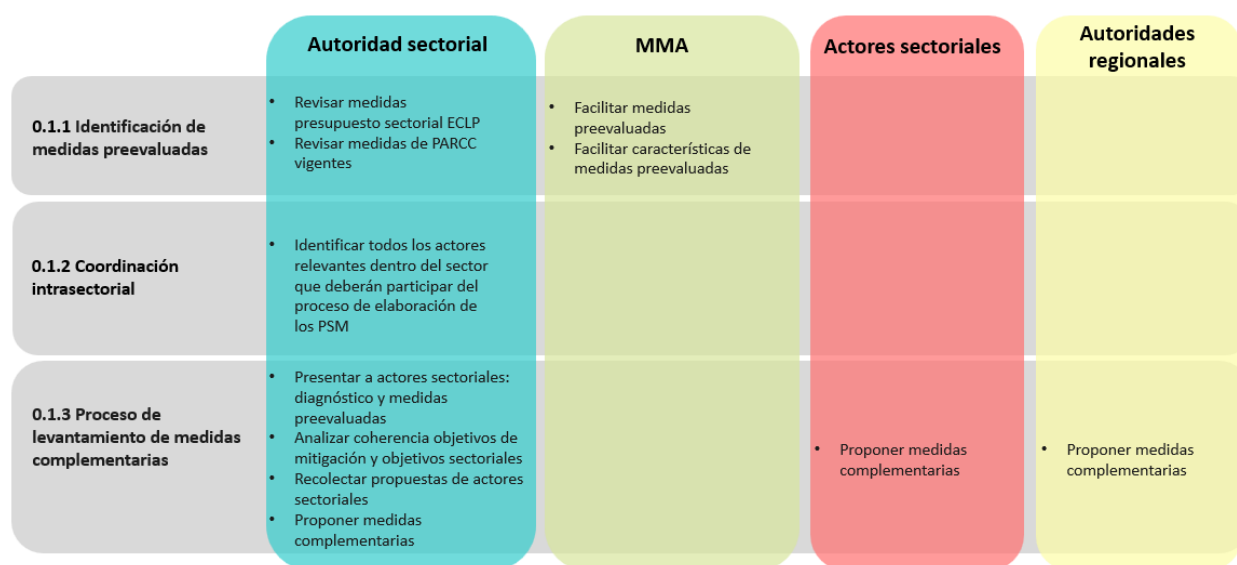 Autoridad sectorial
MMA
Actores sectoriales
Autoridades
regionales
0.1.1 Identificación de
medidas preevaluadas
• Revisar medidas
presupuesto sectorial ECLP
• Revisar medidas de PARCC
vigentes
• Facilitar medidas
preevaluadas
• Facilitar características de
medidas preevaluadas
0.1.2 Coordinación
intrasectorial
• Identificar todos los actores
relevantes dentro del sector
que deberán participar del
proceso de elaboración de
los PSM
0.1.3 Proceso de
levantamiento de medidas
complementarias
• Presentar a actores sectoriales:
diagnóstico y medidas
preevaluadas
• Analizar coherencia objetivos de
mitigación y objetivos sectoriales
• Recolectar propuestas de actores
sectoriales
• Proponer medidas
complementarias
• Proponer medidas
complementarias
• Proponer medidas
complementarias